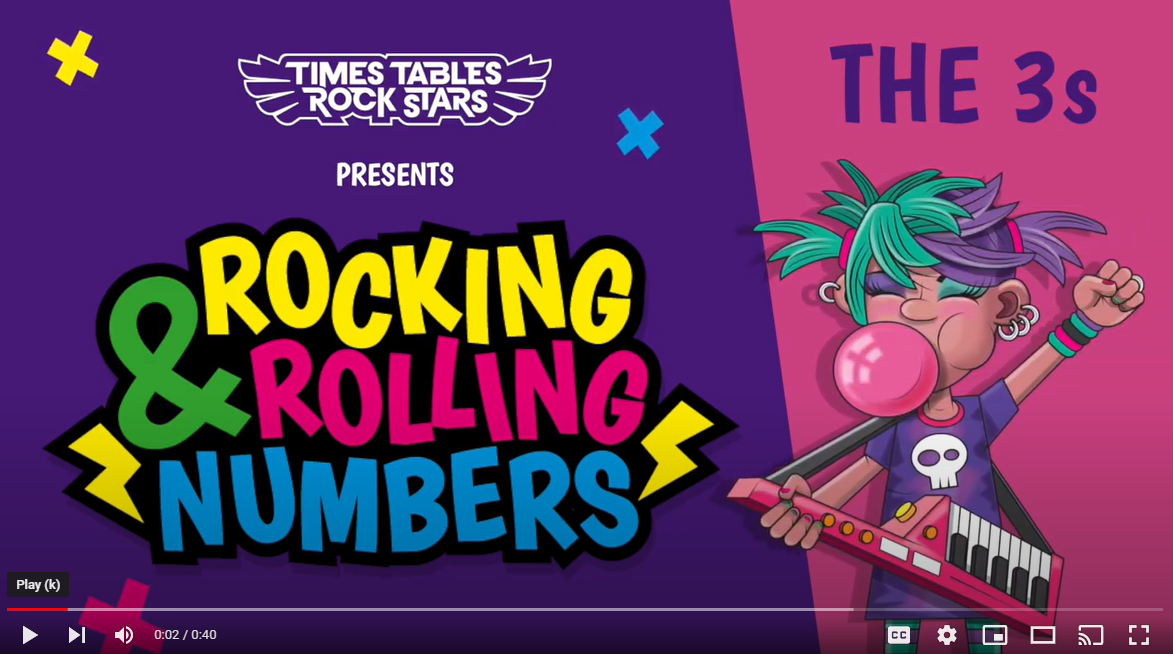 TIMES TABLES
ROCK STARS
PRESENTS
THE 3s
ROCKING
& ROLLING
NUMBERS
Play (k)
0:02 / 0:40
CC